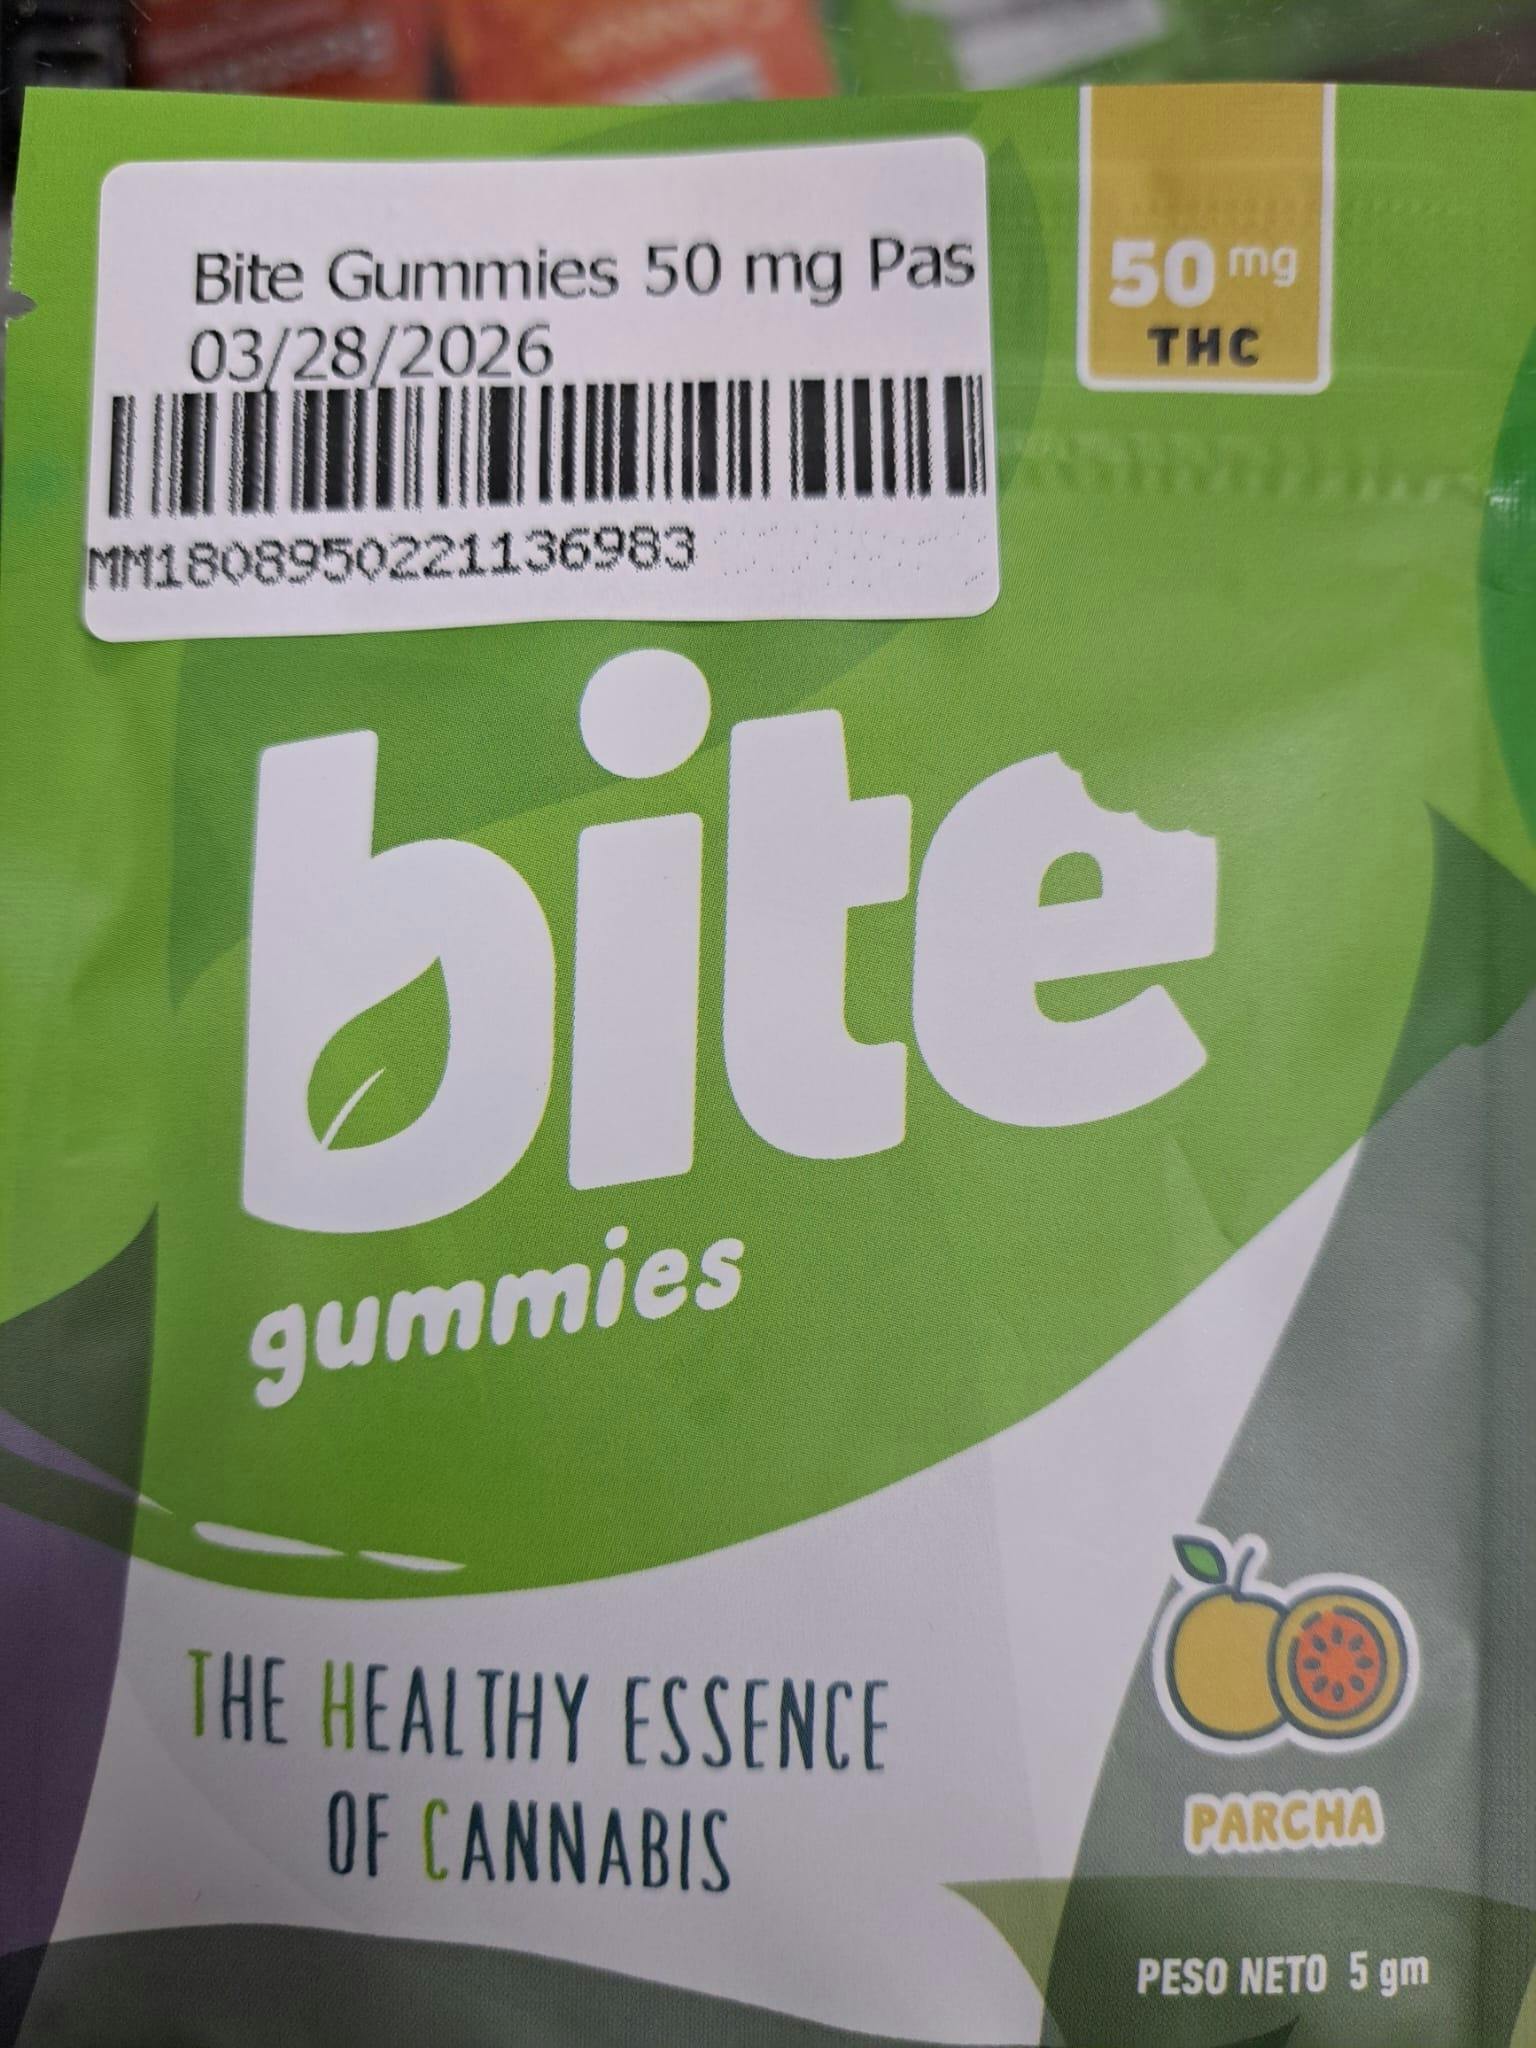 Bite Gummies 50 mg Pas
03/28/2026
MM1808950221136983
50 mg
THC
bite
gummies
THE HEALTHY ESSENCE
OF CANNABIS
PARCHA
PESO NETO 5 gm